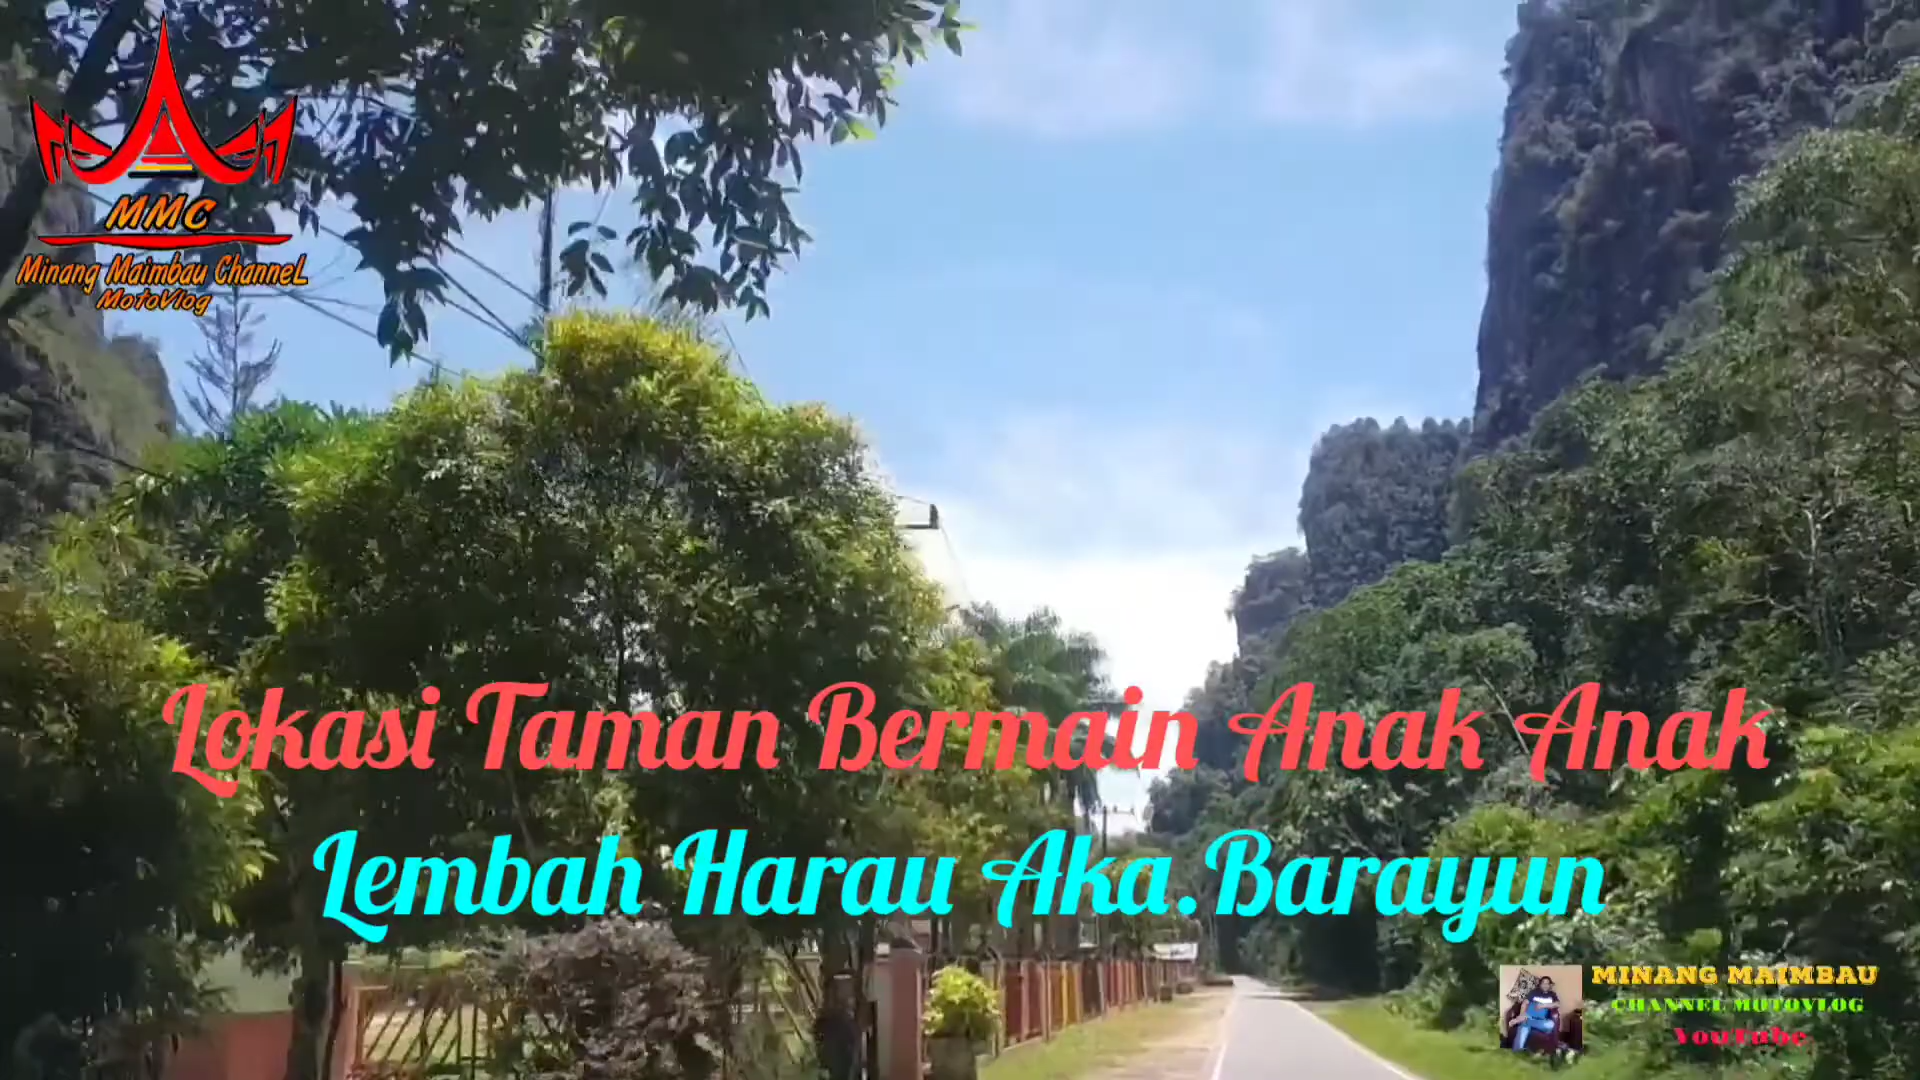 MMC
Minang Maimbau ChanneL
MotoVlog
Lokasi Taman Bermain Anak Anak
Lembah Harau Aka.Barayun
MINANG MAIMBAU
CHANNEL MOTOVLOG
YouTube